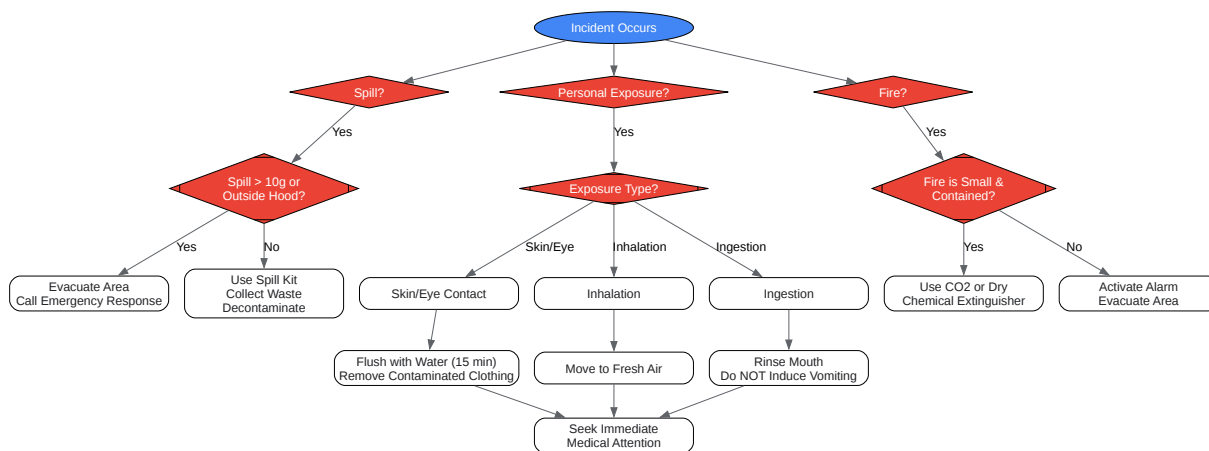 Incident Occurs
Spill?
Personal Exposure?
Fire?
Yes
Yes
Yes
Spill > 10g or
Outside Hood?
Exposure Type?
Fire is Small &
Contained?
Yes
No
Skin/Eye
Inhalation
Ingestion
Yes
No
Evacuate Area
Call Emergency Response
Use Spill Kit
Collect Waste
Decontaminate
Skin/Eye Contact
Inhalation
Ingestion
Use CO2 or Dry
Chemical Extinguisher
Activate Alarm
Evacuate Area
Flush with Water (15 min)
Remove Contaminated Clothing
Move to Fresh Air
Rinse Mouth
Do NOT Induce Vomiting
Seek Immediate
Medical Attention